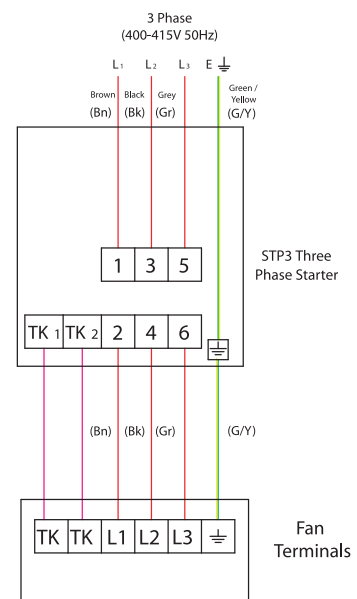 3 Phase
(400-415V 50Hz)
L1 L2 L3 E
Brown Black Grey Green / Yellow
(Bn) (Bk) (Gr) (G/Y)
1 3 5
STP3 Three
Phase Starter
TK 1 TK 2 2 4 6
(Bn) (Bk) (Gr) (G/Y)
TK TK L1 L2 L3
Fan
Terminals